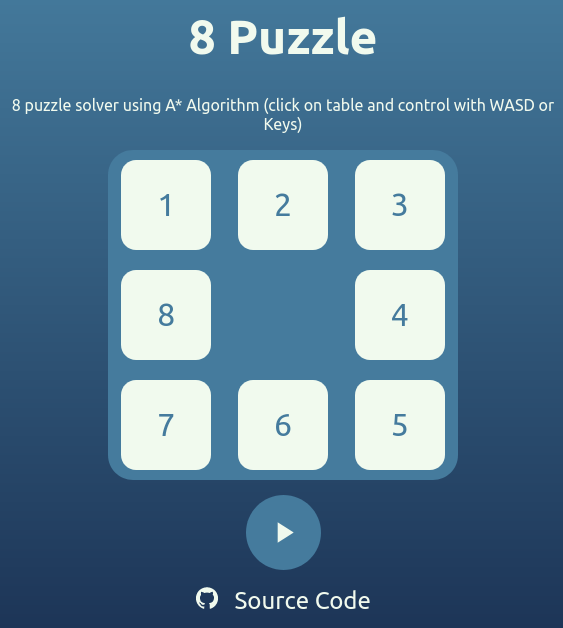 8 Puzzle
8 puzzle solver using A* Algorithm (click on table and control with WASD or
Keys)
1 2 3
8 4
7 6 5
Source Code